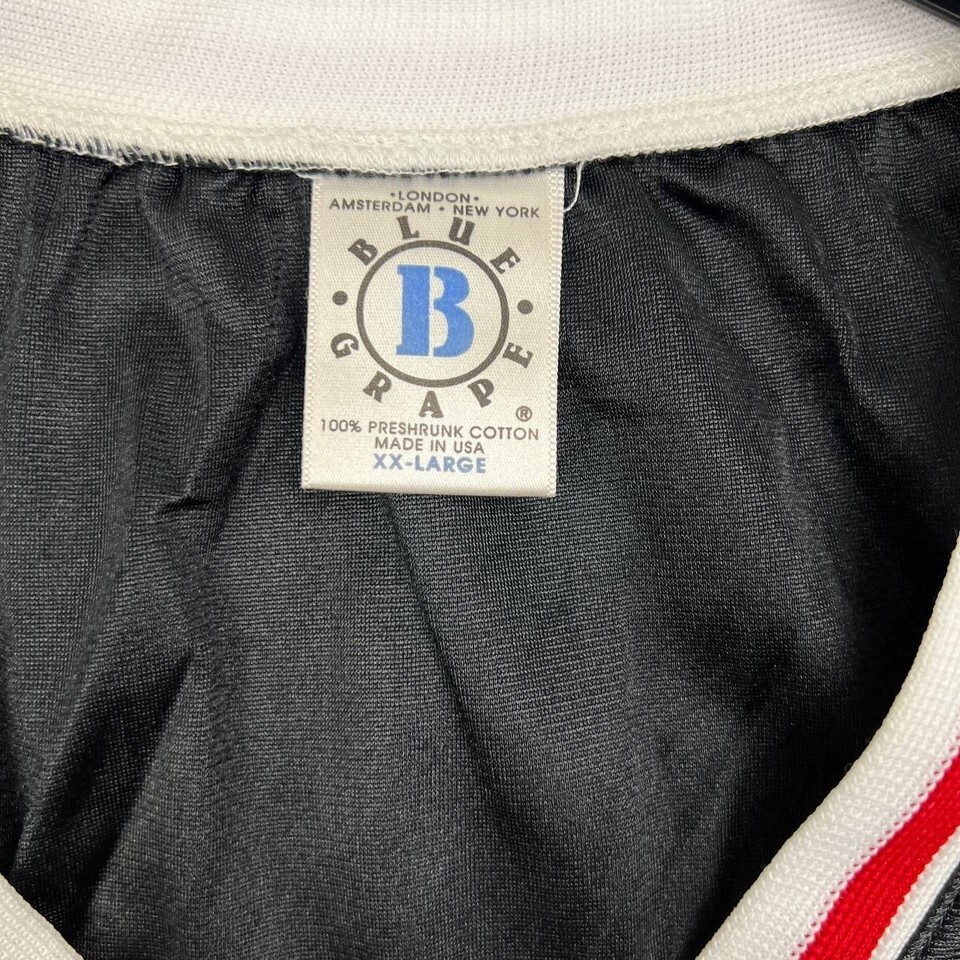 •LONDON•
AMSTERDAM • NEW YORK
• BLUE •
B
GRAPE ®
100% PRESHRUNK COTTON
MADE IN USA
XX-LARGE